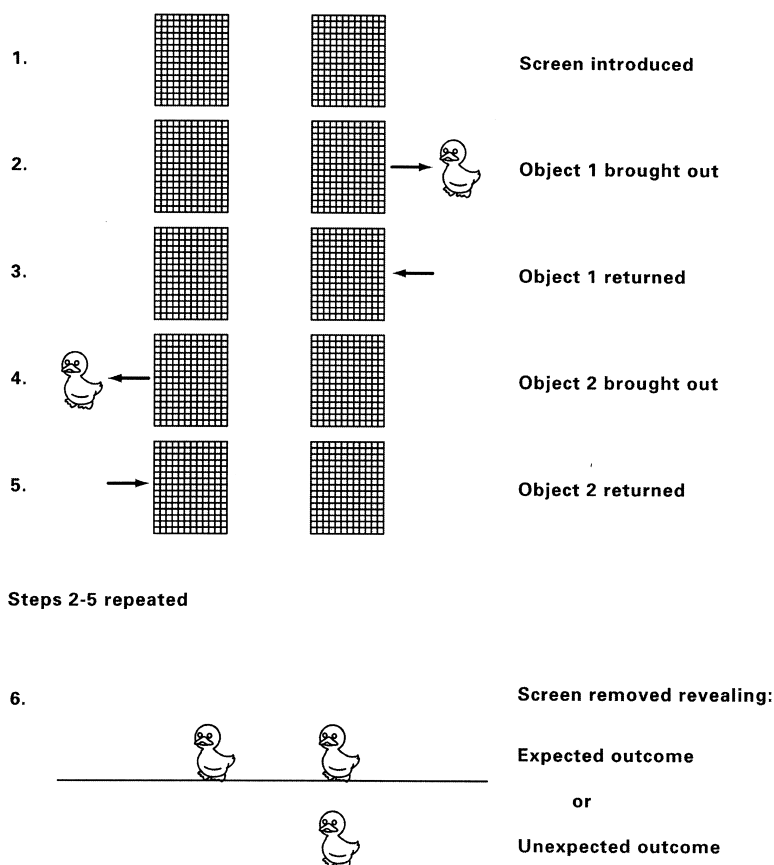 1.
Screen introduced
2.
Object 1 brought out
3.
Object 1 returned
4.
Object 2 brought out
5.
Object 2 returned
Steps 2-5 repeated
6.
Screen removed revealing:
Expected outcome
or
Unexpected outcome